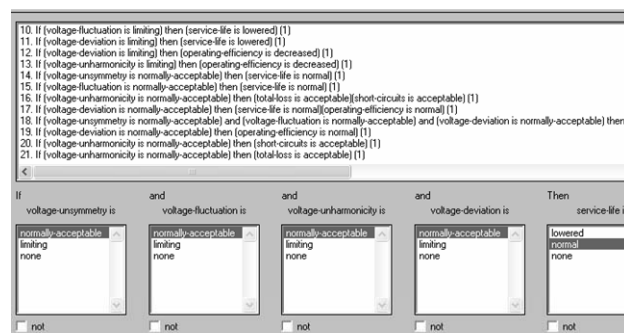 10. If (voltage-fluctuation is limiting) then (service-life is lowered) (1)
11. If (voltage-deviation is limiting) then (service-life is lowered) (1)
12. If (voltage-deviation is limiting) then (operating-efficiency is decreased) (1)
13. If (voltage-unharmonicity is limiting) then (operating-efficiency is decreased) (1)
14. If (voltage-unsymmetry is normally-acceptable) then (service-life is normal) (1)
15. If (voltage-fluctuation is normally-acceptable) then (service-life is normal) (1)
16. If (voltage-unharmonicity is normally-acceptable) then (total-loss is acceptable)(short-circuits is acceptable) (1)
17. If (voltage-deviation is normally-acceptable) then (service-life is normal)(operating-efficiency is normal) (1)
18. If (voltage-unsymmetry is normally-acceptable) and (voltage-fluctuation is normally-acceptable) and (voltage-deviation is normally-acceptable) then
19. If (voltage-deviation is normally-acceptable) then (operating-efficiency is normal) (1)
20. If (voltage-unharmonicity is normally-acceptable) then (short-circuits is acceptable) (1)
21. If (voltage-unharmonicity is normally-acceptable) then (total-loss is acceptable) (1)
If and and and Then
voltage-unsymmetry is voltage-fluctuation is voltage-unharmonicity is voltage-deviation is service-life i
normally-acceptable normally-acceptable normally-acceptable normally-acceptable lowered
limiting limiting limiting limiting normal
none none none none none
not not not not not